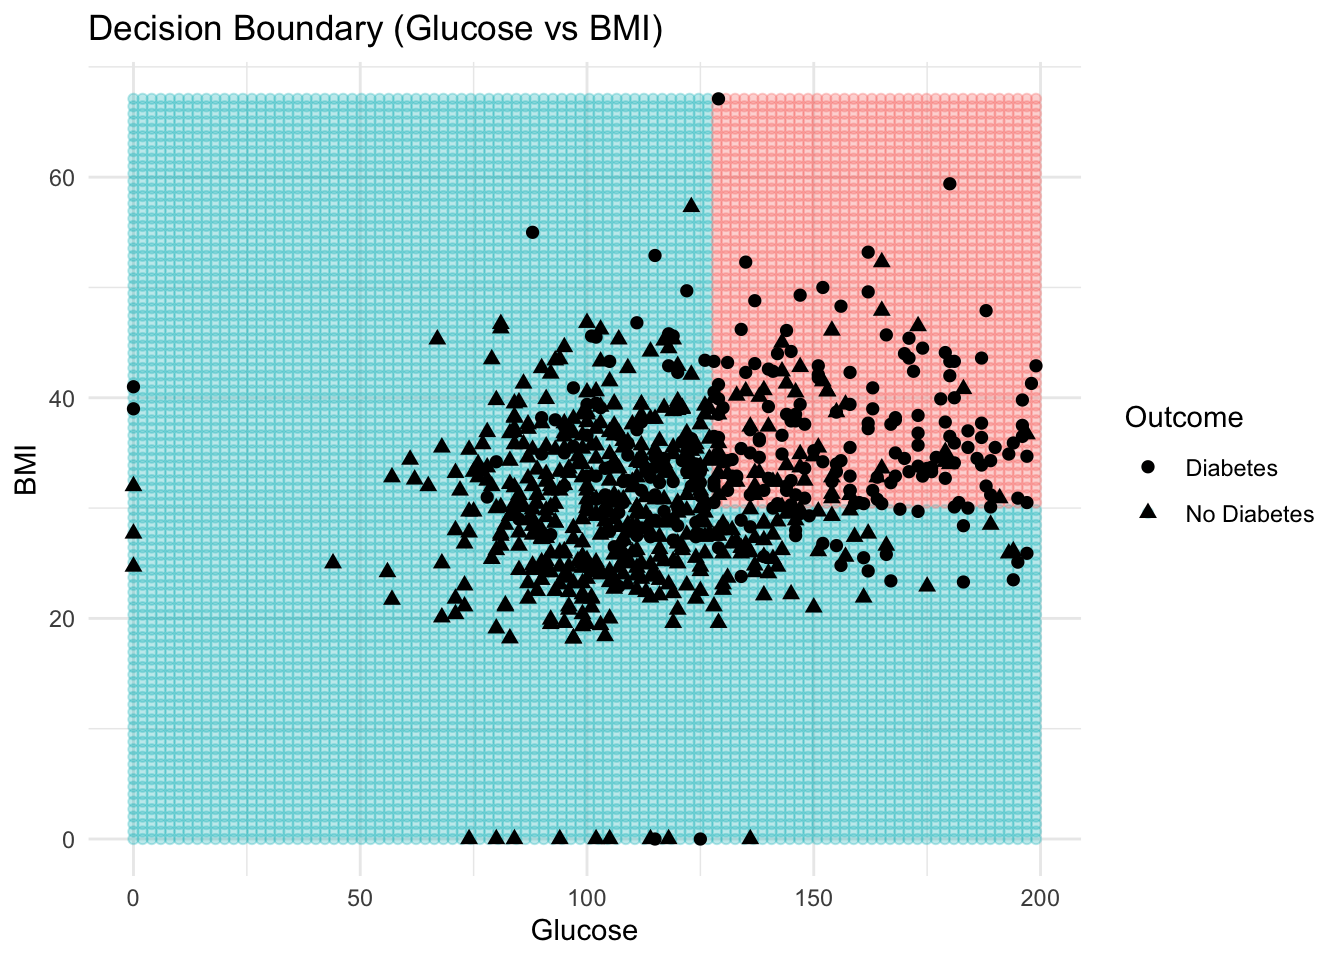 Decision Boundary (Glucose vs BMI)
60
40
20
0
BMI
0 50 100 150 200
Glucose
Outcome
Diabetes
No Diabetes